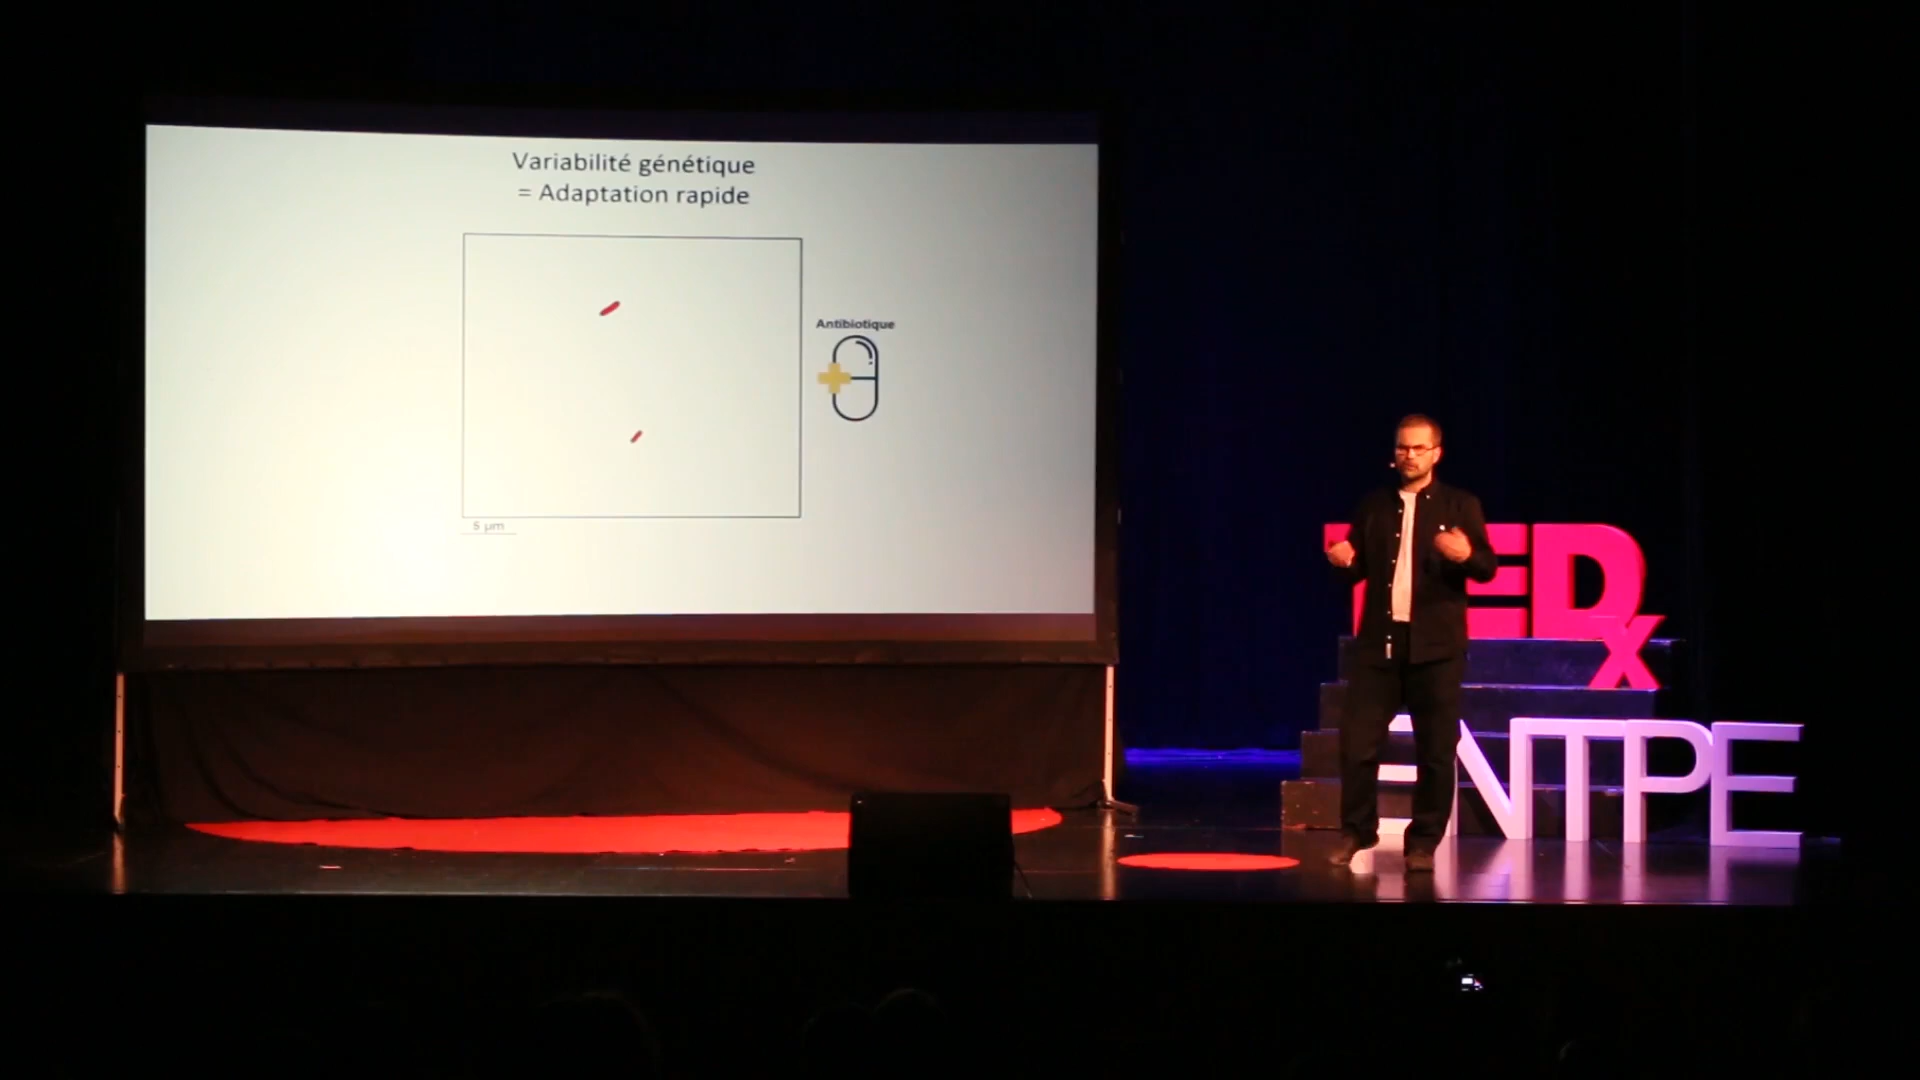 Variabilité génétique
= Adaptation rapide
Antibiotique
5 µm
TEDx
ENTPE